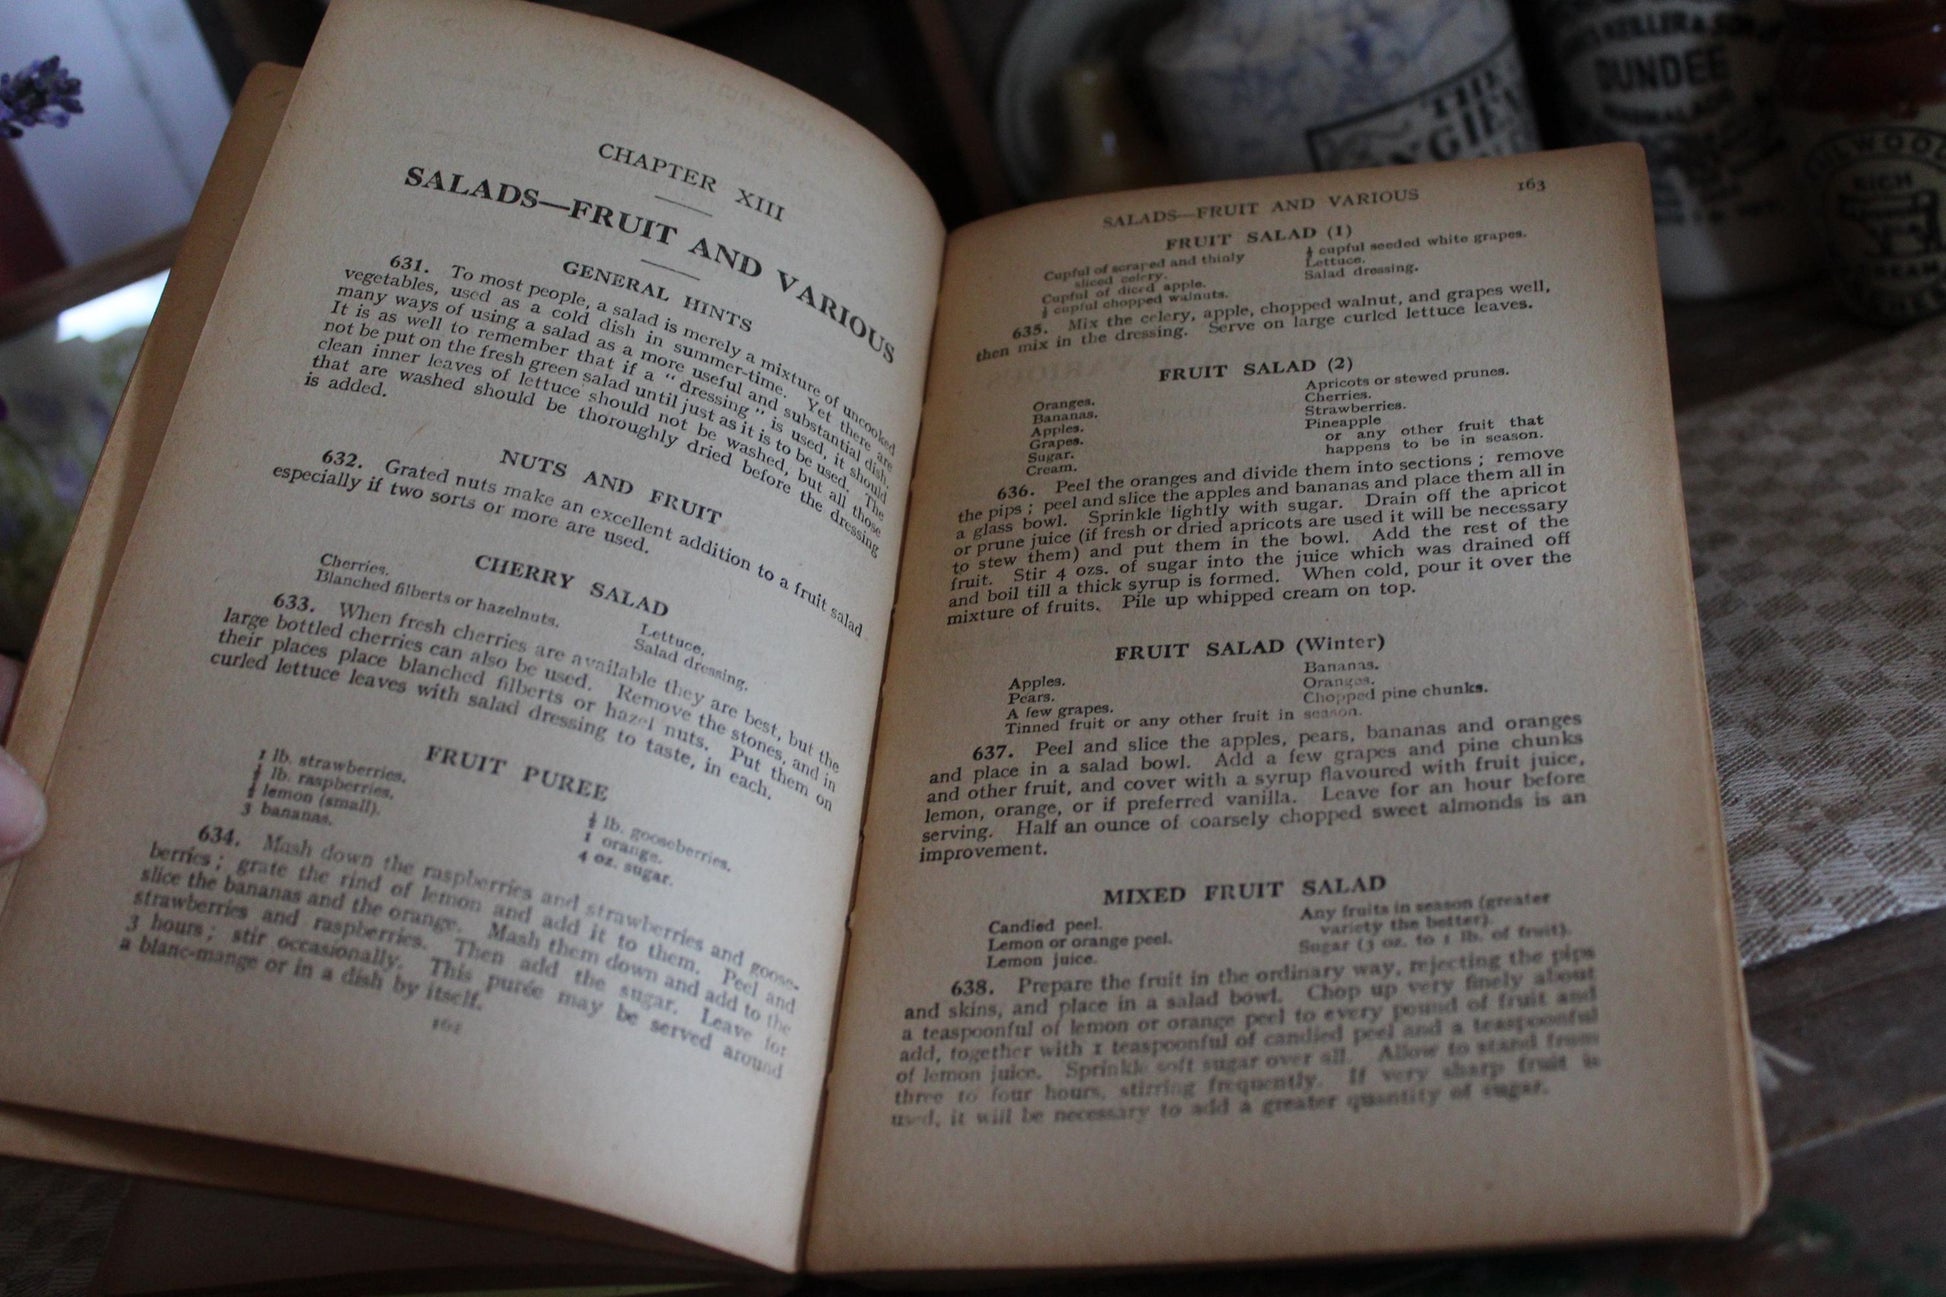 CHAPTER XIII
SALADS—FRUIT AND VARIOUS
GENERAL HINTS
631. To most people, a salad is merely a mixture of uncooked
vegetables, used as a cold dish in summer-time. Yet there are
many ways of using a salad as a more useful and substantial dish.
It is as well to remember that if a " dressing " is used, it should
not be put on the fresh green salad until just as it is to be used. The
clean inner leaves of lettuce should not be washed, but all those
that are washed should be thoroughly dried before the dressing
is added.
NUTS AND FRUIT
632. Grated nuts make an excellent addition to a fruit salad
especially if two sorts or more are used.
CHERRY SALAD
Cherries.
Blanched filberts or hazelnuts.
Lettuce.
Salad dressing.
633. When fresh cherries are available they are best, but the
large bottled cherries can also be used. Remove the stones, and in
their places place blanched filberts or hazel nuts. Put them on
curled lettuce leaves with salad dressing to taste, in each.
FRUIT PUREE
1 lb. strawberries.
lb. raspberries.
lemon (small).
3 bananas.
lb. gooseberries.
1 orange.
4 oz. sugar.
634. Mash down the raspberries and strawberries and goose-
berries ; grate the rind of lemon and add it to them. Peel and
slice the bananas and the orange. Mash them down and add to the
strawberries and raspberries. Then add the sugar. Leave for
3 hours ; stir occasionally. This purée may be served around
a blanc-mange or in a dish by itself.
162
SALADS—FRUIT AND VARIOUS 163
FRUIT SALAD (1)
Cupful of scraped and thinly
sliced celery.
Cupful of diced apple.
½ cupful chopped walnuts.
½ cupful seeded white grapes.
Lettuce.
Salad dressing.
635. Mix the celery, apple, chopped walnut, and grapes well,
then mix in the dressing. Serve on large curled lettuce leaves.
FRUIT SALAD (2)
Oranges.
Bananas.
Apples.
Grapes.
Sugar.
Cream.
Apricots or stewed prunes.
Cherries.
Strawberries.
Pineapple
or any other fruit that
happens to be in season.
636. Peel the oranges and divide them into sections ; remove
the pips ; peel and slice the apples and bananas and place them all in
a glass bowl. Sprinkle lightly with sugar. Drain off the apricot
or prune juice (if fresh or dried apricots are used it will be necessary
to stew them) and put them in the bowl. Add the rest of the
fruit. Stir 4 ozs. of sugar into the juice which was drained off
and boil till a thick syrup is formed. When cold, pour it over the
mixture of fruits. Pile up whipped cream on top.
FRUIT SALAD (Winter)
Apples.
Pears.
A few grapes.
Tinned fruit or any other fruit in season.
Bananas.
Oranges.
Chopped pine chunks.
637. Peel and slice the apples, pears, bananas and oranges
and place in a salad bowl. Add a few grapes and pine chunks
and other fruit, and cover with a syrup flavoured with fruit juice,
lemon, orange, or if preferred vanilla. Leave for an hour before
serving. Half an ounce of coarsely chopped sweet almonds is an
improvement.
MIXED FRUIT SALAD
Candied peel.
Lemon or orange peel.
Lemon juice.
Any fruits in season (greater
variety the better).
Sugar (3 oz. to 1 lb. of fruit).
638. Prepare the fruit in the ordinary way, rejecting the pips
and skins, and place in a salad bowl. Chop up very finely about
a teaspoonful of lemon or orange peel to every pound of fruit and
add, together with 1 teaspoonful of candied peel and a teaspoonful
of lemon juice. Sprinkle soft sugar over all. Allow to stand from
three to four hours, stirring frequently. If very sharp fruit is
used, it will be necessary to add a greater quantity of sugar.
THE
KEILLER & SONS
DUNDEE
RICH
CREAM